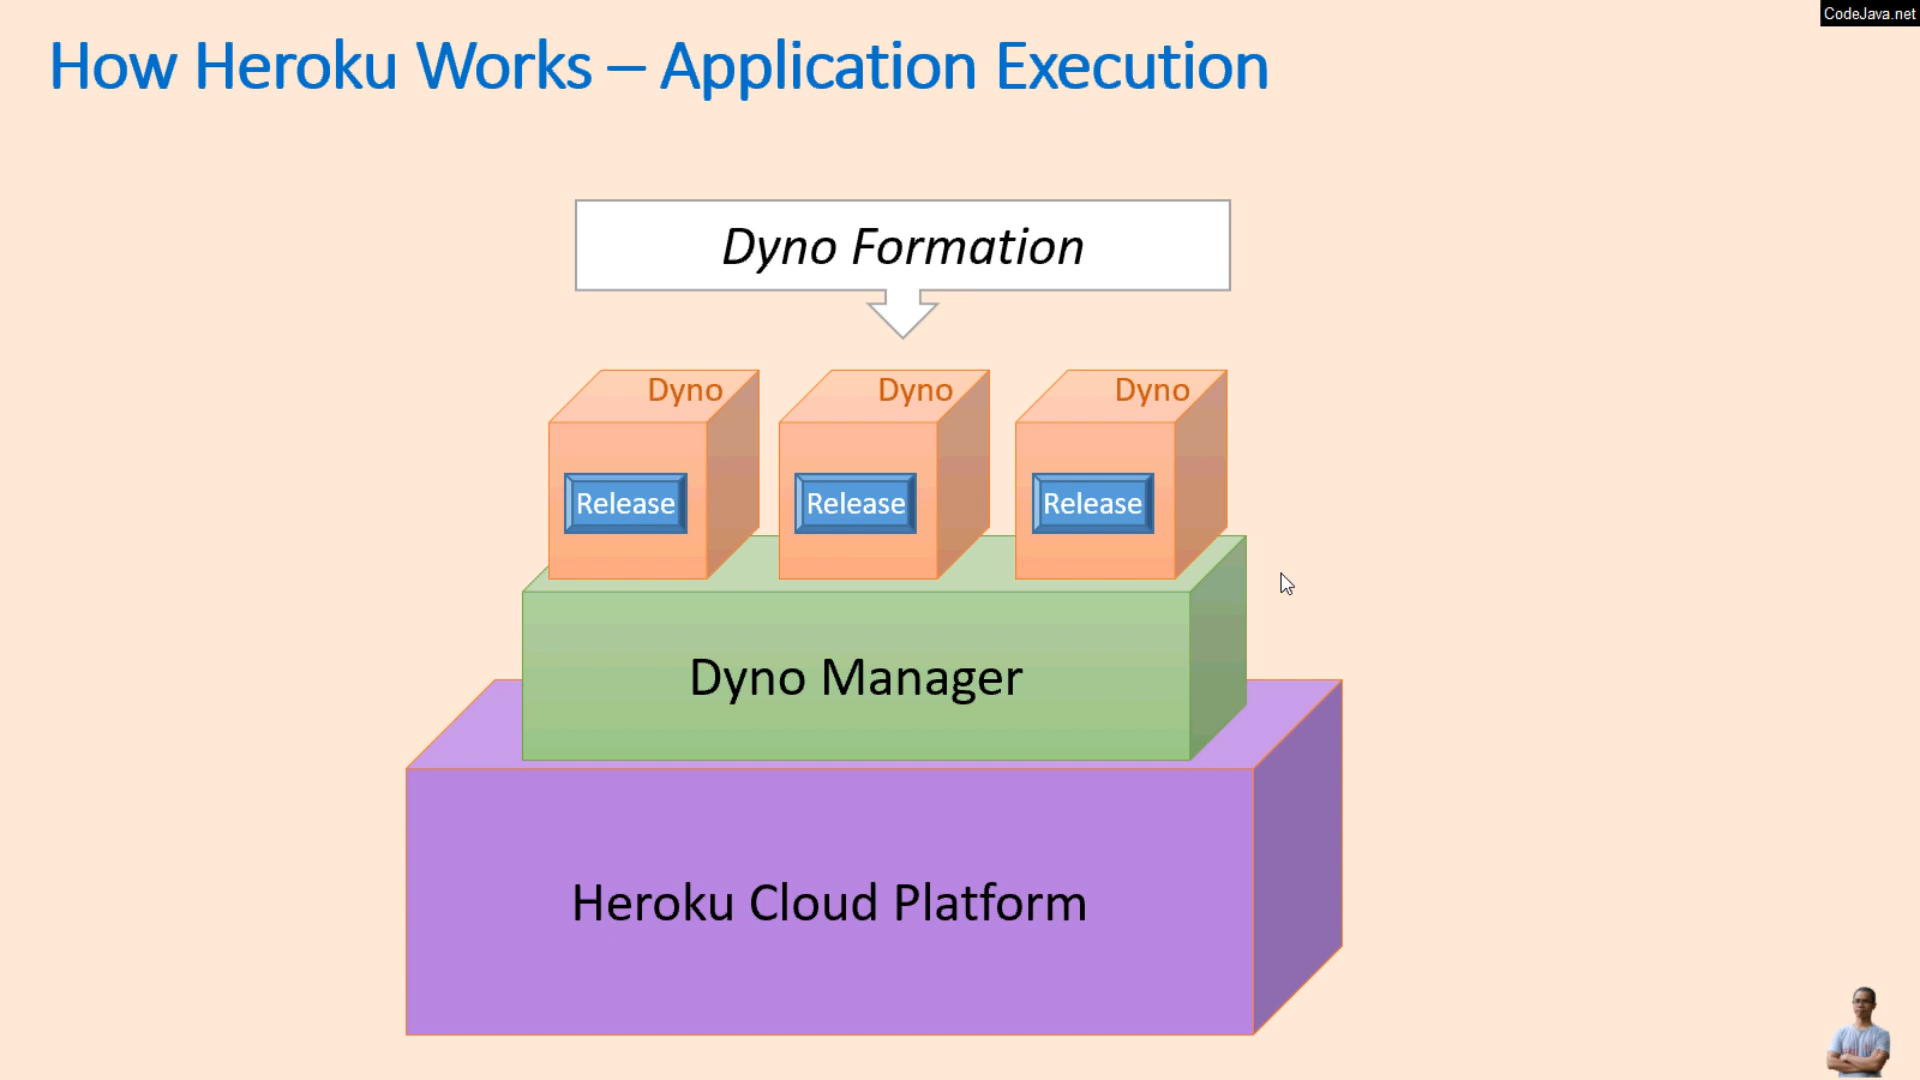 CodeJava.net
How Heroku Works – Application Execution
Dyno Formation
Dyno
Dyno
Dyno
Release
Release
Release
Dyno Manager
Heroku Cloud Platform